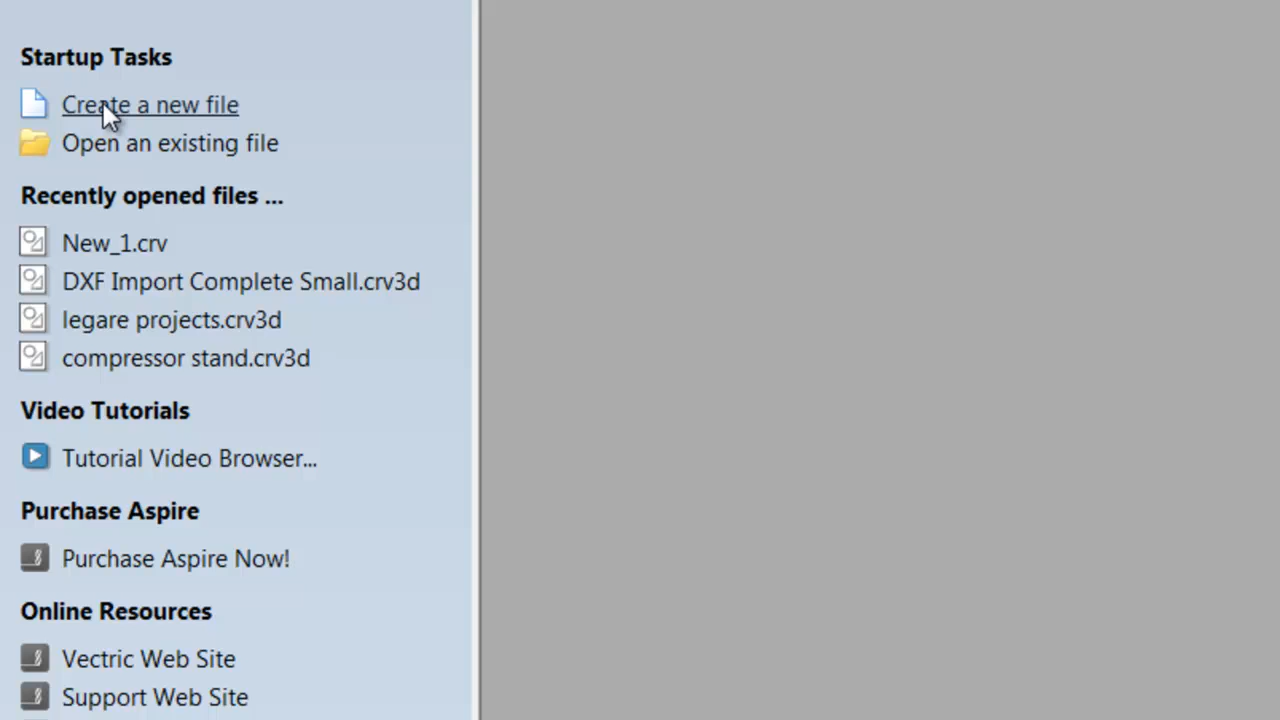 Startup Tasks
Create a new file
Open an existing file
Recently opened files ...
New_1.crv
DXF Import Complete Small.crv3d
legare projects.crv3d
compressor stand.crv3d
Video Tutorials
Tutorial Video Browser...
Purchase Aspire
Purchase Aspire Now!
Online Resources
Vectric Web Site
Support Web Site